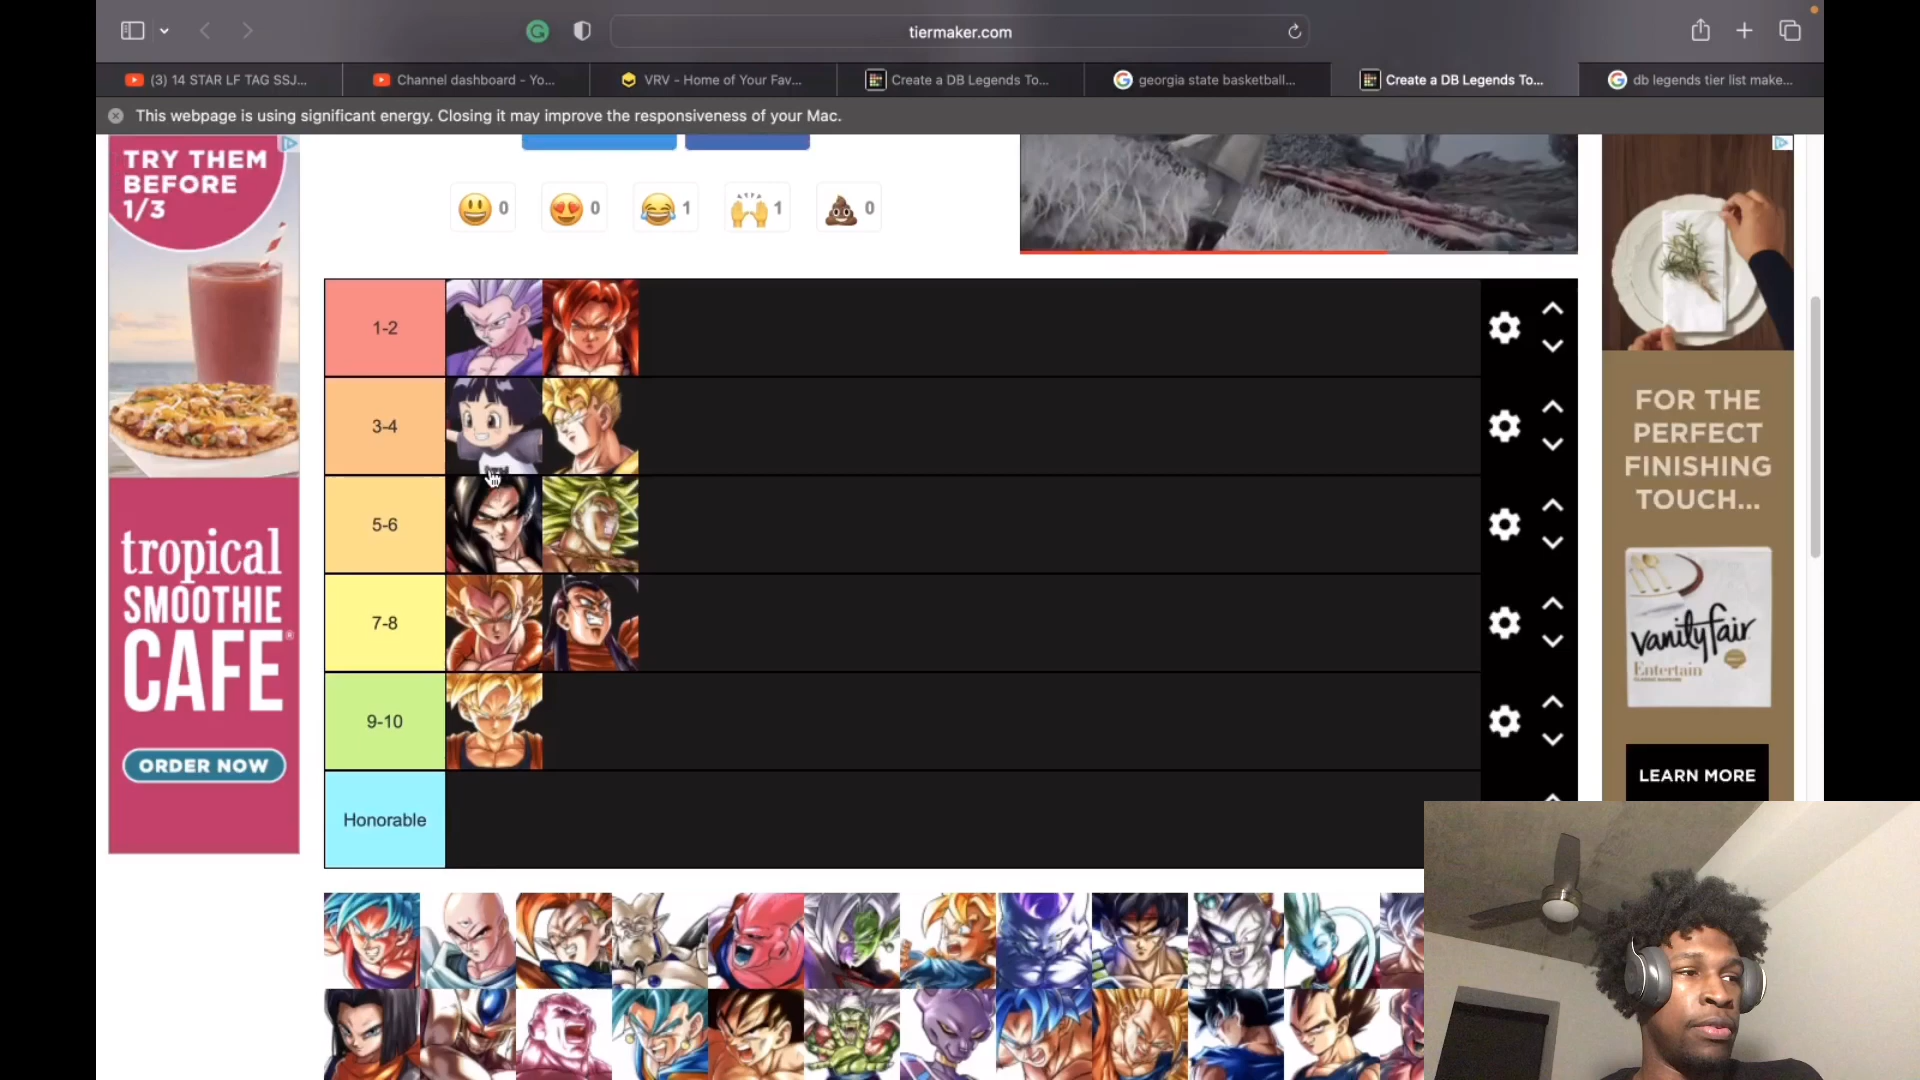 tiermaker.com
(3) 14 STAR LF TAG SSJ...
Channel dashboard - Yo...
VRV - Home of Your Fav...
Create a DB Legends To...
georgia state basketball...
Create a DB Legends To...
db legends tier list make...
This webpage is using significant energy. Closing it may improve the responsiveness of your Mac.
TRY THEM
BEFORE
1/3
tropical
SMOOTHIE
CAFE®
ORDER NOW
0
0
1
1
0
1-2
3-4
5-6
7-8
9-10
Honorable
FOR THE
PERFECT
FINISHING
TOUCH...
vanity fair
Entertain
LEARN MORE